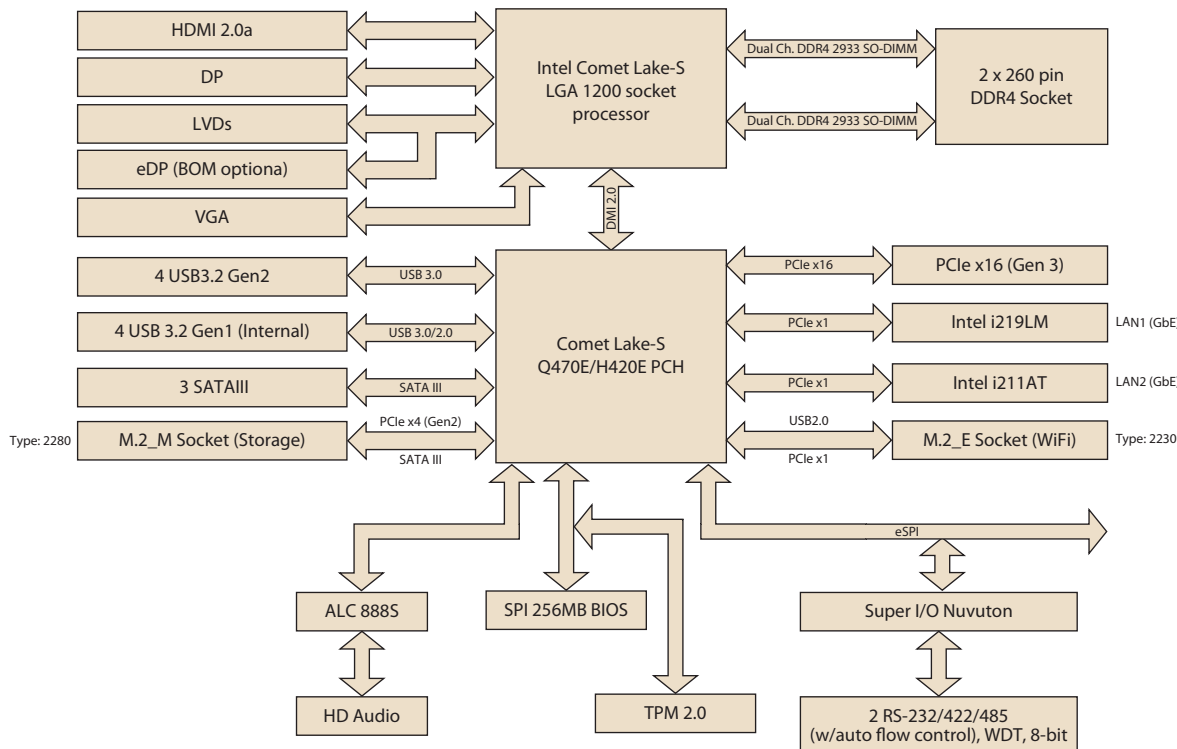 HDMI 2.0a
DP
LVDs
eDP (BOM optiona)
VGA
Intel Comet Lake-S
LGA 1200 socket
processor
Dual Ch. DDR4 2933 SO-DIMM
Dual Ch. DDR4 2933 SO-DIMM
2 x 260 pin
DDR4 Socket
DMI 2.0
4 USB3.2 Gen2
USB 3.0
4 USB 3.2 Gen1 (Internal)
USB 3.0/2.0
3 SATAIII
SATA III
Type: 2280
M.2_M Socket (Storage)
PCIe x4 (Gen2)
SATA III
Comet Lake-S
Q470E/H420E PCH
PCIe x16
PCIe x16 (Gen 3)
PCIe x1
Intel i219LM
LAN1 (GbE)
PCIe x1
Intel i211AT
LAN2 (GbE)
USB2.0
PCIe x1
M.2_E Socket (WiFi)
Type: 2230
eSPI
ALC 888S
SPI 256MB BIOS
Super I/O Nuvuton
HD Audio
TPM 2.0
2 RS-232/422/485
(w/auto flow control), WDT, 8-bit